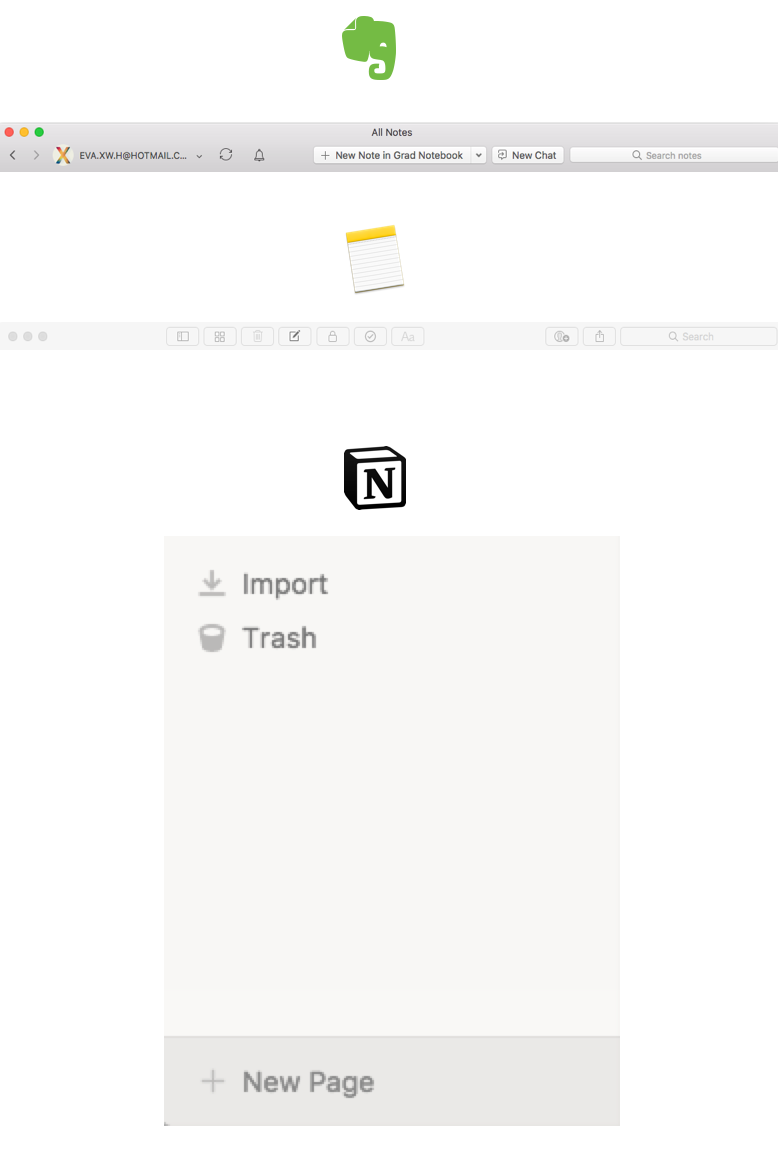 All Notes
EVA.XW.H@HOTMAIL.C... New Note in Grad Notebook New Chat Search notes
Aa Search
N
Import
Trash
New Page